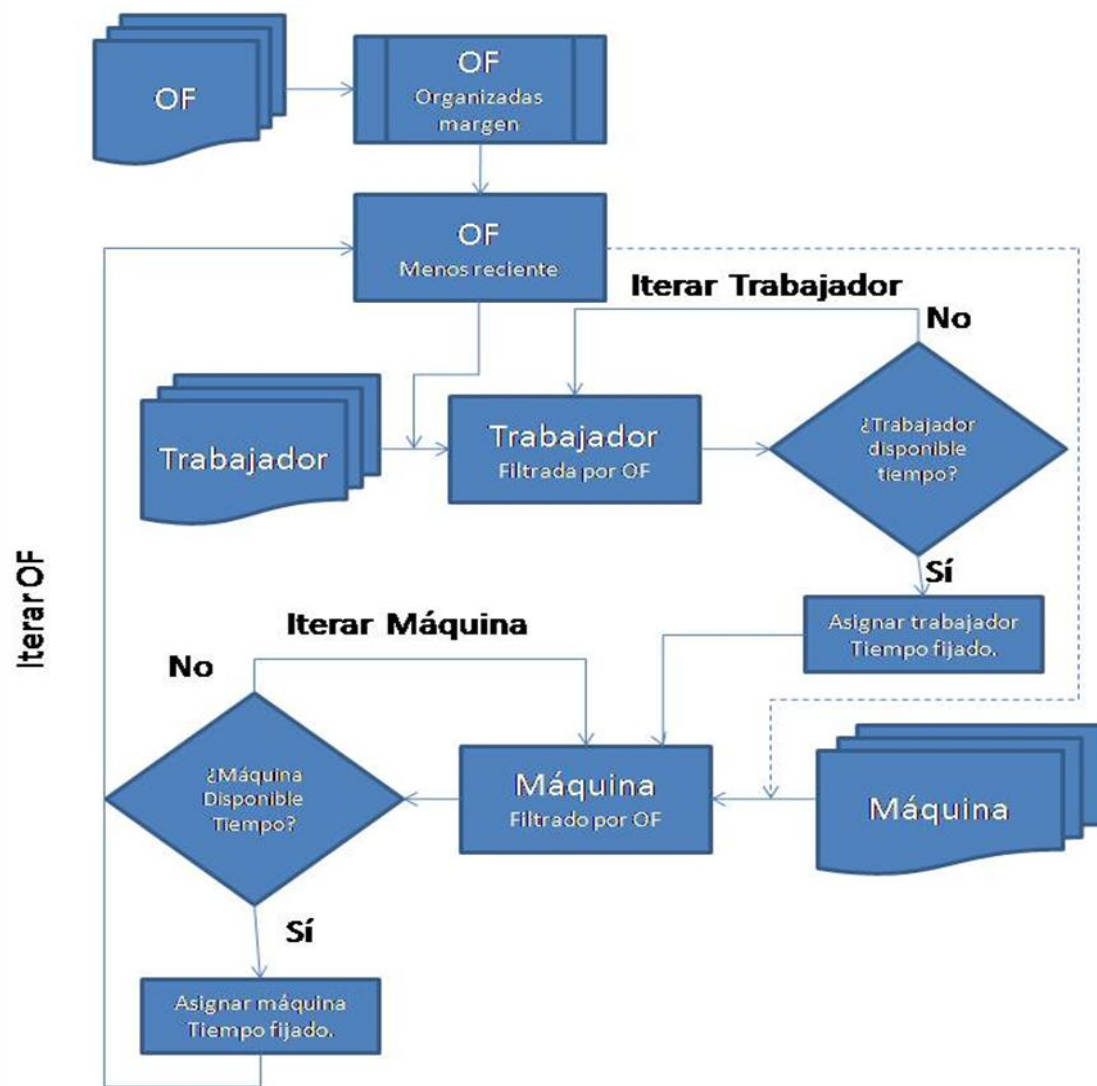 OF
OF
Organizadas
margen
OF
Menos reciente
Iterar Trabajador
No
Trabajador
Trabajador
Filtrada por OF
¿Trabajador
disponible
tiempo?
Sí
Asignar trabajador
Tiempo fijado.
Iterar OF
Iterar Máquina
No
¿Máquina
Disponible
Tiempo?
Máquina
Filtrado por OF
Máquina
Sí
Asignar máquina
Tiempo fijado.